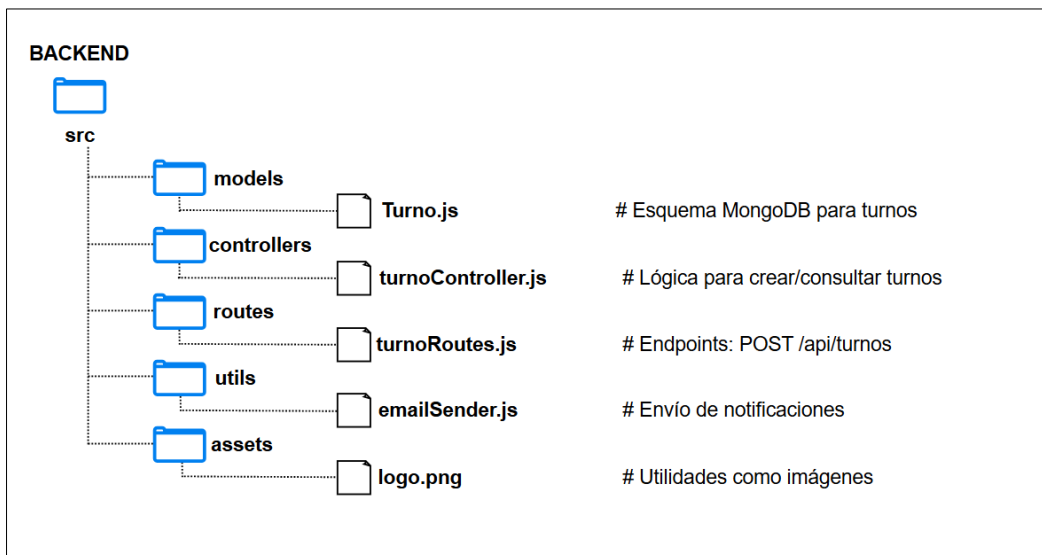 BACKEND
src
models
Turno.js # Esquema MongoDB para turnos
controllers
turnoController.js # Lógica para crear/consultar turnos
routes
turnoRoutes.js # Endpoints: POST /api/turnos
utils
emailSender.js # Envío de notificaciones
assets
logo.png # Utilidades como imágenes